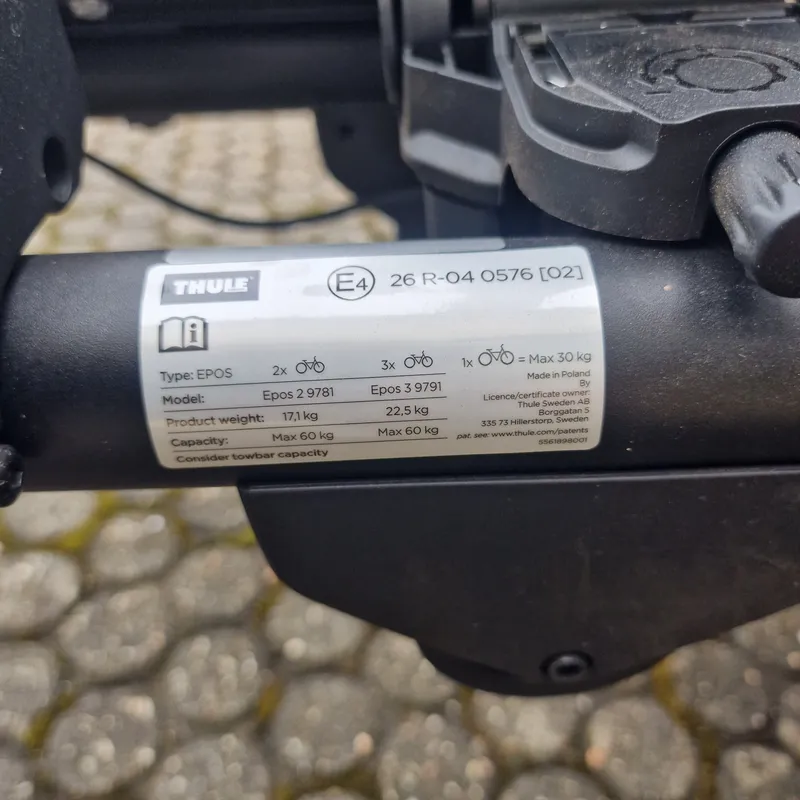 THULE
E4 26 R-04 0576 [02]
Type: EPOS 2x 3x
Model: Epos 2 9781 Epos 3 9791
Product weight: 17,1 kg 22,5 kg
Capacity: Max 60 kg Max 60 kg
Consider towbar capacity
1x = Max 30 kg
Made in Poland
By
Licence/certificate owner:
Thule Sweden AB
Borggatan 5
335 73 Hillerstorp, Sweden
pat. see: www.thule.com/patents
5561898001